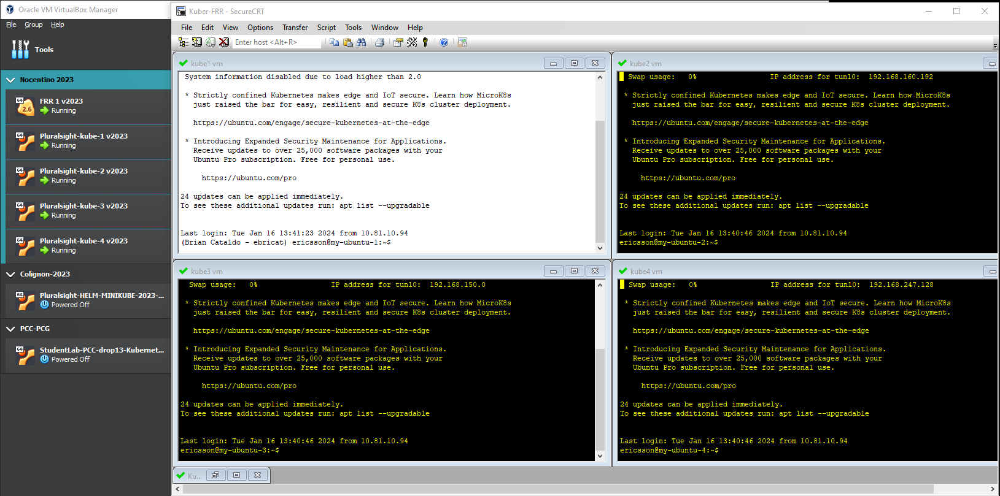 Oracle VM VirtualBox Manager
File Group Help
Tools
Nocentino 2023
64
2.6
FRR 1 v2023
Running
64
Pluralsight-kube-1 v2023
Running
64
Pluralsight-kube-2 v2023
Running
64
Pluralsight-kube-3 v2023
Running
64
Pluralsight-kube-4 v2023
Running
Colignon-2023
64
Pluralsight-HELM-MINIKUBE-2023-...
Powered Off
PCC-PCG
64
StudentLab-PCC-drop13-Kubernet...
Powered Off
Kuber-FRR - SecureCRT
File Edit View Options Transfer Script Tools Window Help
Enter host <Alt+R>
kube1 vm
System information disabled due to load higher than 2.0
* Strictly confined Kubernetes makes edge and IoT secure. Learn how MicroK8s
just raised the bar for easy, resilient and secure K8s cluster deployment.
https://ubuntu.com/engage/secure-kubernetes-at-the-edge
* Introducing Expanded Security Maintenance for Applications.
Receive updates to over 25,000 software packages with your
Ubuntu Pro subscription. Free for personal use.
https://ubuntu.com/pro
24 updates can be applied immediately.
To see these additional updates run: apt list --upgradable
Last login: Tue Jan 16 13:41:23 2024 from 10.81.10.94
(Brian Cataldo - ebricat) ericsson@my-ubuntu-1:~$
kube2 vm
Swap usage: 0% IP address for tunl0: 192.168.160.192
* Strictly confined Kubernetes makes edge and IoT secure. Learn how MicroK8s
just raised the bar for easy, resilient and secure K8s cluster deployment.
https://ubuntu.com/engage/secure-kubernetes-at-the-edge
* Introducing Expanded Security Maintenance for Applications.
Receive updates to over 25,000 software packages with your
Ubuntu Pro subscription. Free for personal use.
https://ubuntu.com/pro
24 updates can be applied immediately.
To see these additional updates run: apt list --upgradable
Last login: Tue Jan 16 13:40:46 2024 from 10.81.10.94
ericsson@my-ubuntu-2:~$
kube3 vm
Swap usage: 0% IP address for tunl0: 192.168.150.0
* Strictly confined Kubernetes makes edge and IoT secure. Learn how MicroK8s
just raised the bar for easy, resilient and secure K8s cluster deployment.
https://ubuntu.com/engage/secure-kubernetes-at-the-edge
* Introducing Expanded Security Maintenance for Applications.
Receive updates to over 25,000 software packages with your
Ubuntu Pro subscription. Free for personal use.
https://ubuntu.com/pro
24 updates can be applied immediately.
To see these additional updates run: apt list --upgradable
Last login: Tue Jan 16 13:40:46 2024 from 10.81.10.94
ericsson@my-ubuntu-3:~$
kube4 vm
Swap usage: 0% IP address for tunl0: 192.168.247.128
* Strictly confined Kubernetes makes edge and IoT secure. Learn how MicroK8s
just raised the bar for easy, resilient and secure K8s cluster deployment.
https://ubuntu.com/engage/secure-kubernetes-at-the-edge
* Introducing Expanded Security Maintenance for Applications.
Receive updates to over 25,000 software packages with your
Ubuntu Pro subscription. Free for personal use.
https://ubuntu.com/pro
24 updates can be applied immediately.
To see these additional updates run: apt list --upgradable
Last login: Tue Jan 16 13:40:46 2024 from 10.81.10.94
ericsson@my-ubuntu-4:~$
Ku...